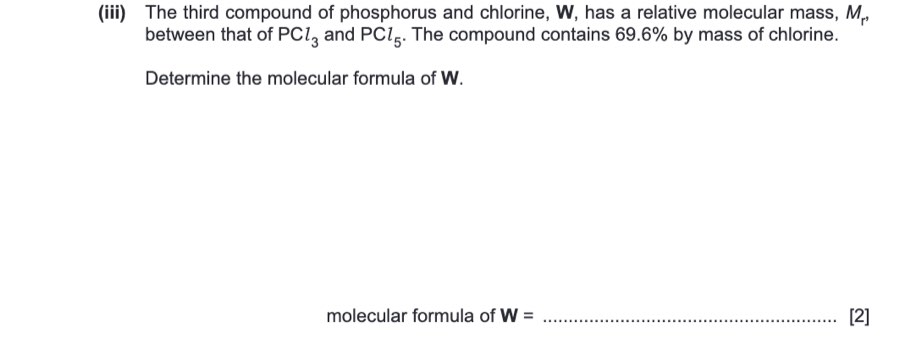 (iii) The third compound of phosphorus and chlorine, W, has a relative molecular mass, Mr, between that of PCl3 and PCl5. The compound contains 69.6% by mass of chlorine.
Determine the molecular formula of W.
molecular formula of W = .......................................................... [2]